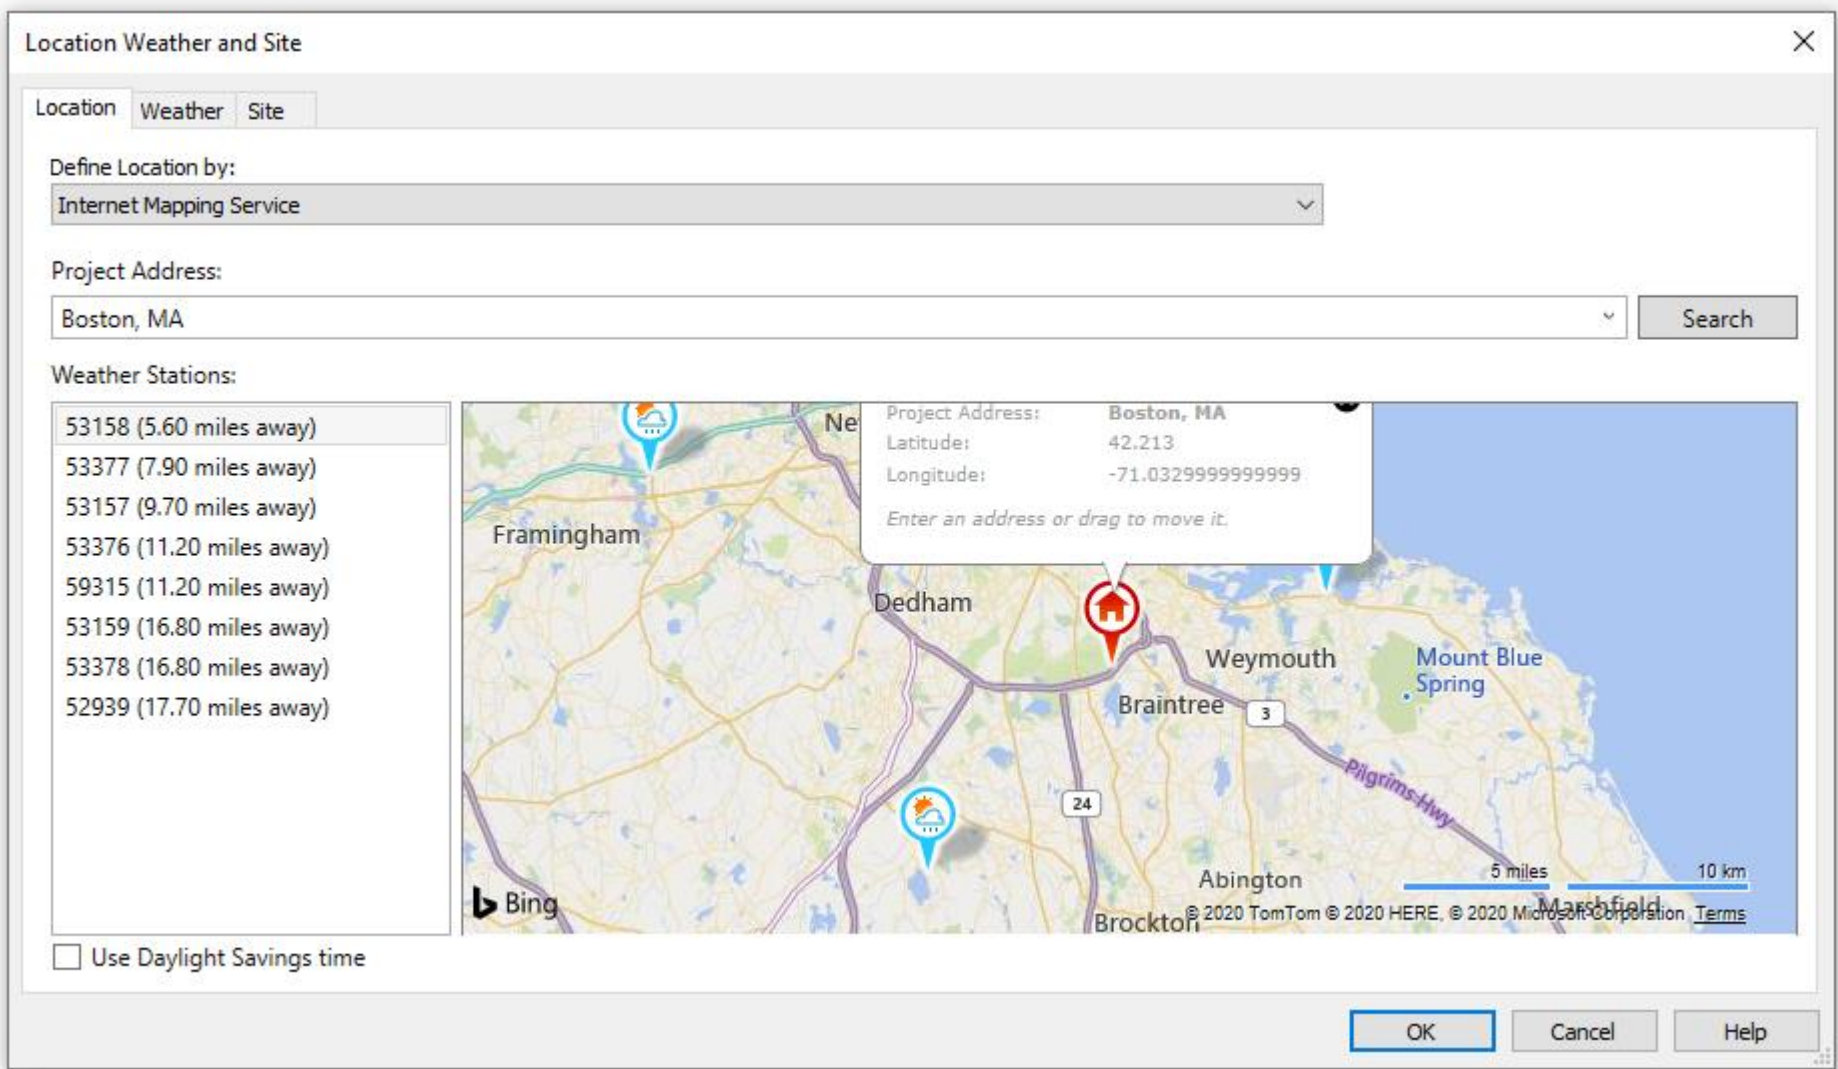 Location Weather and Site
Location Weather Site
Define Location by:
Internet Mapping Service
Project Address:
Boston, MA
Search
Weather Stations:
53158 (5.60 miles away)
53377 (7.90 miles away)
53157 (9.70 miles away)
53376 (11.20 miles away)
59315 (11.20 miles away)
53159 (16.80 miles away)
53378 (16.80 miles away)
52939 (17.70 miles away)
Project Address: Boston, MA
Latitude: 42.213
Longitude: -71.0329999999999
Enter an address or drag to move it.
Ne
Framingham
Dedham
Weymouth
Mount Blue
Spring
Braintree
3
Pilgrims Hwy
24
Abington
5 miles
10 km
Bing
Brockton
Marshfield
© 2020 TomTom © 2020 HERE, © 2020 Microsoft Corporation Terms
Use Daylight Savings time
OK Cancel Help